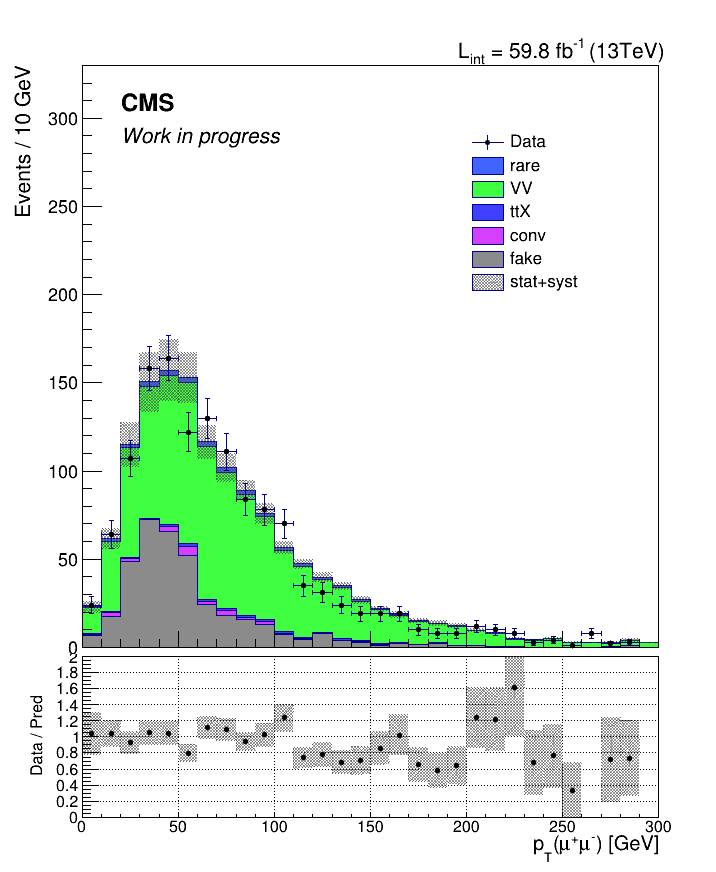 L_int = 59.8 fb^-1 (13TeV)
Events / 10 GeV
CMS
Work in progress
Data
rare
VV
ttX
conv
fake
stat+syst
300
250
200
150
100
50
0
Data / Pred
2
1.8
1.6
1.4
1.2
1
0.8
0.6
0.4
0.2
0
0 50 100 150 200 250 300
p_T(μ^+μ^-) [GeV]